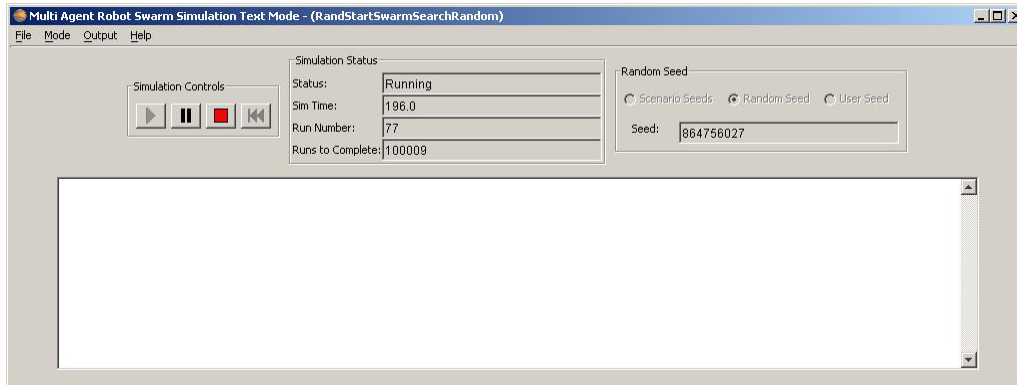 Multi Agent Robot Swarm Simulation Text Mode - (RandStartSwarmSearchRandom)
File Mode Output Help
Simulation Controls
Simulation Status
Status: Running
Sim Time: 196.0
Run Number: 77
Runs to Complete: 100009
Random Seed
Scenario Seeds Random Seed User Seed
Seed: 864756027